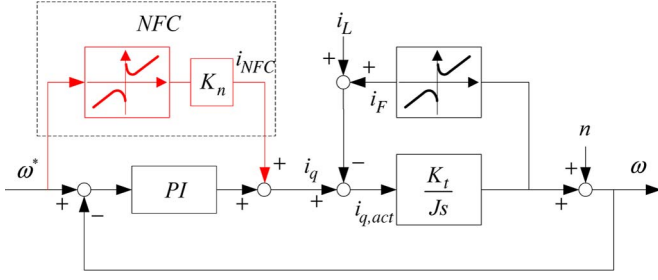 NFC
i_L
i_NFC
K_n
+
+
i_F
n
ω*
+
i_q
−
K_t
ω
PI
Js
+
−
+
+
i_q,act
+
+